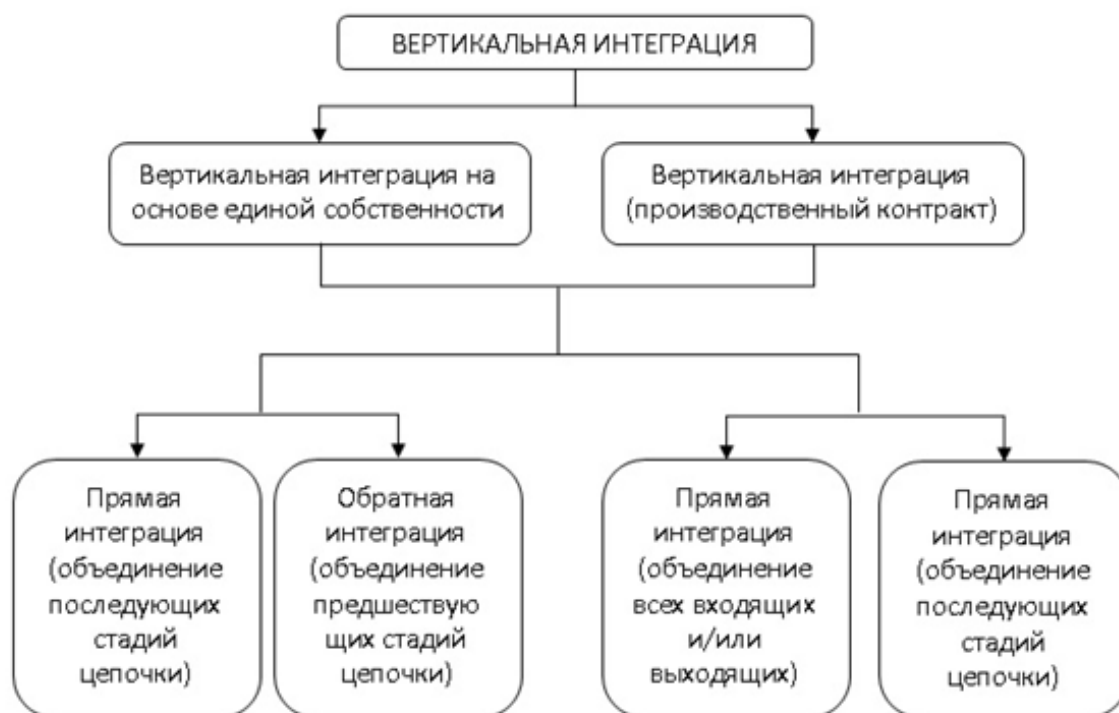 ВЕРТИКАЛЬНАЯ ИНТЕГРАЦИЯ
Вертикальная интеграция на
основе единой собственности
Вертикальная интеграция
(производственный контракт)
Прямая
интеграция
(объединение
последующих
стадий
цепочки)
Обратная
интеграция
(объединение
предшествую
щих стадий
цепочки)
Прямая
интеграция
(объединение
всех входящих
и/или
выходящих)
Прямая
интеграция
(объединение
последующих
стадий
цепочки)